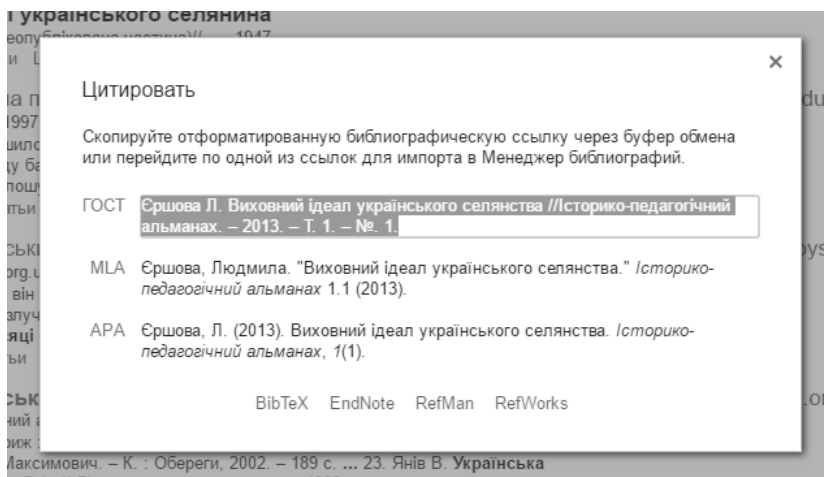 і українського селянина
1947
×
Цитировать
1997
Скопируйте отформатированную библиографическую ссылку через буфер обмена
или перейдите по одной из ссылок для импорта в Менеджер библиографий.
ГОСТ Єршова Л. Виховний ідеал українського селянства //Історико-педагогічний
альманах. – 2013. – Т. 1. – №. 1.
MLA Єршова, Людмила. "Виховний ідеал українського селянства." Історико-
педагогічний альманах 1.1 (2013).
він
APA Єршова, Л. (2013). Виховний ідеал українського селянства. Історико-
педагогічний альманах, 1(1).
BibTeX EndNote RefMan RefWorks
Максимович. – К. : Обереги, 2002. – 189 с. ... 23. Янів В. Українська